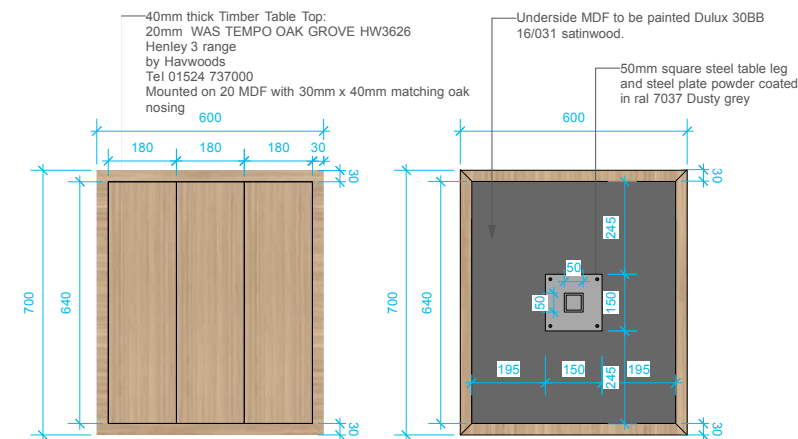 40mm thick Timber Table Top:
20mm  WAS TEMPO OAK GROVE HW3626
Henley 3 range
by Havwoods
Tel 01524 737000
Mounted on 20 MDF with 30mm x 40mm matching oak
nosing
600
180 180 180 30
30
700
640
30
Underside MDF to be painted Dulux 30BB
16/031 satinwood.
50mm square steel table leg
and steel plate powder coated
in ral 7037 Dusty grey
600
30
245
50
50
150
700
640
195 150 195
245
30